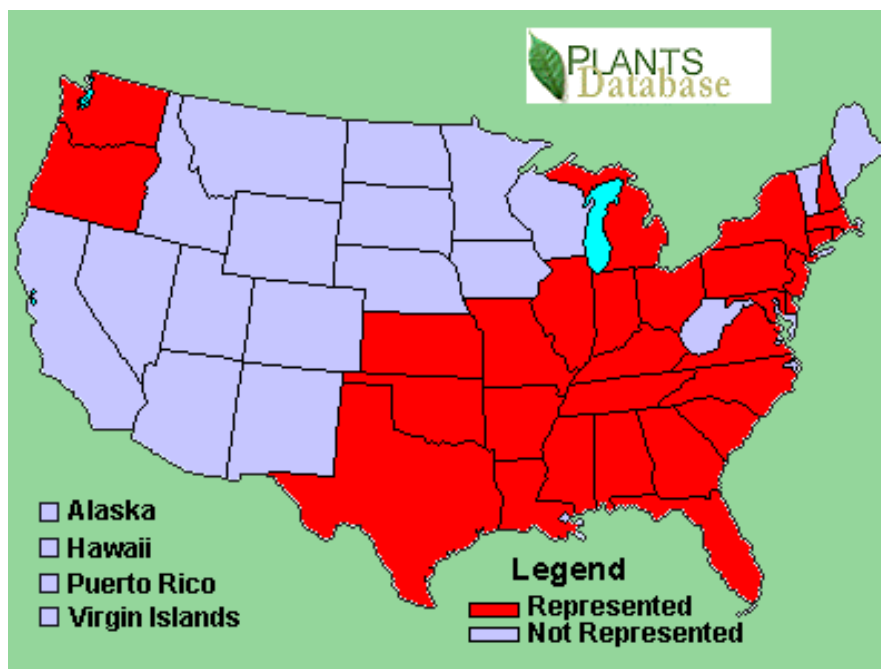 PLANTS
Database
Alaska
Hawaii
Puerto Rico
Virgin Islands
Legend
Represented
Not Represented